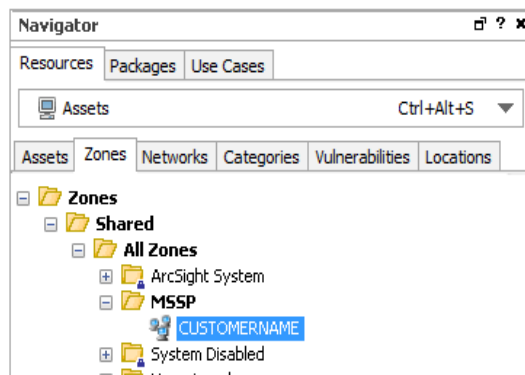 Navigator
Resources Packages Use Cases
Assets Ctrl+Alt+S
Assets Zones Networks Categories Vulnerabilities Locations
Zones
Shared
All Zones
ArcSight System
MSSP
CUSTOMERNAME
System Disabled